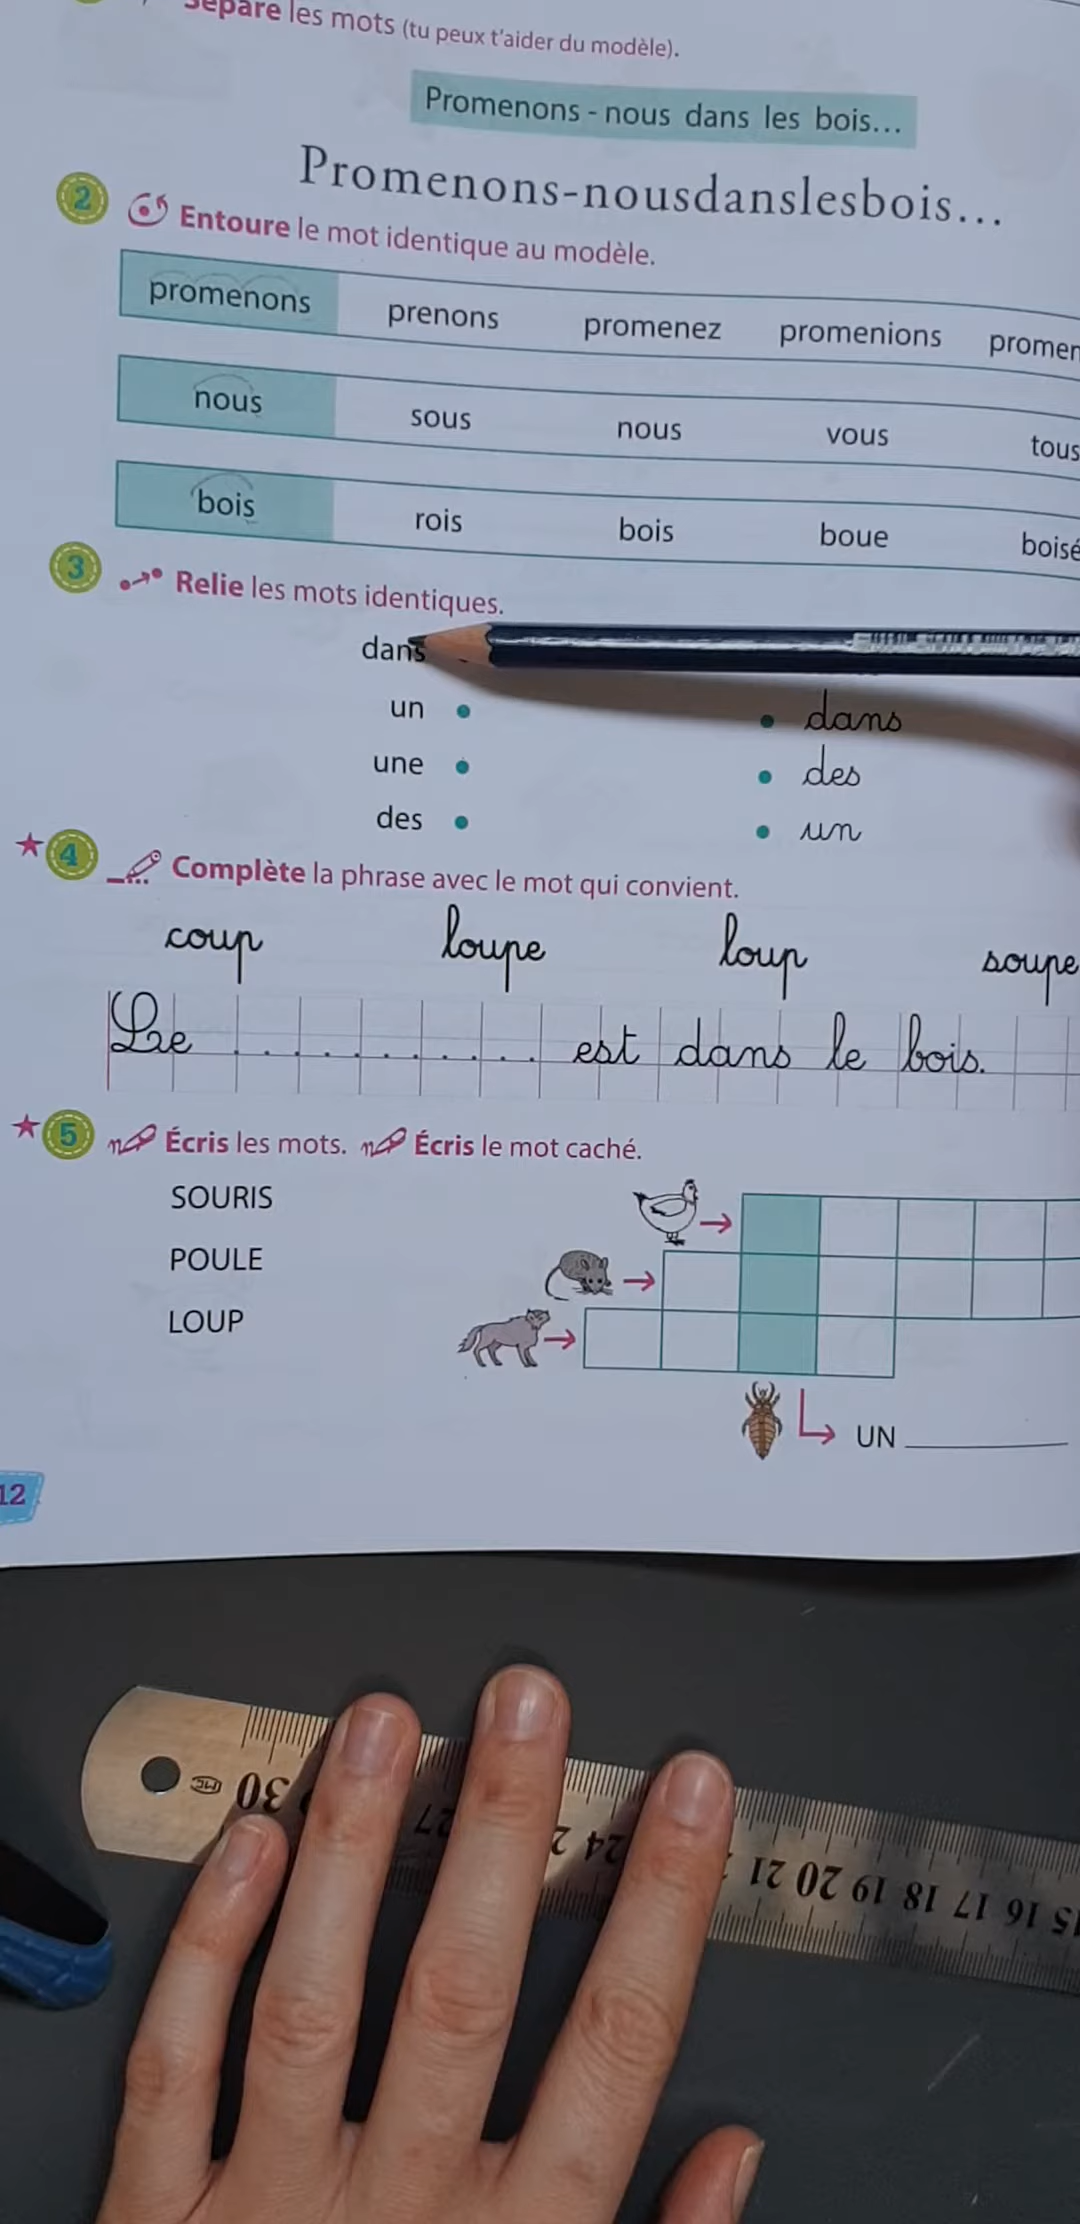 Sépare les mots (tu peux t'aider du modèle).
Promenons - nous dans les bois...
Promenons-nousdanslesbois...
2 Entoure le mot identique au modèle.
promenons prenons promenez promenions
nous sous nous vous tous
bois rois bois boue boisé
3 Relie les mots identiques.
dans
un dans
une des
des un
4 Complète la phrase avec le mot qui convient.
coup loupe loup soupe
Le .......... est dans le bois.
5 Écris les mots. Écris le mot caché.
SOURIS
POULE
LOUP
UN
12
30 27 24 21 20 19 18 17 16 15